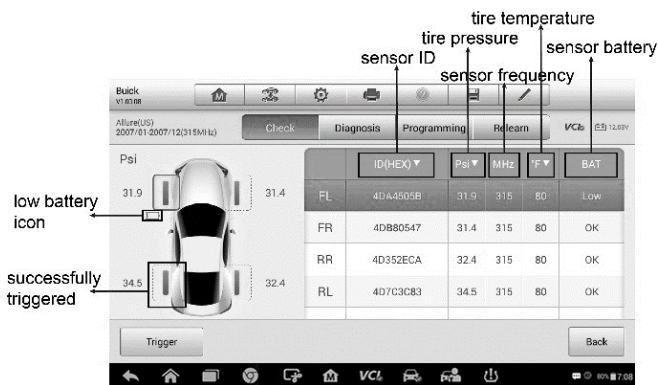 tire temperature
tire pressure
sensor ID
sensor battery
sensor frequency
Buick
V1.03.08
Allure(US)
2007/01-2007/12(315MHz)
Check
Diagnosis
Programming
Relearn
VCI
12.03V
Psi
ID(HEX)▼
Psi▼
MHz
°F▼
BAT
31.9
31.4
FL
4DA4505B
31.9
315
80
Low
low battery
icon
FR
4DB80547
31.4
315
80
OK
RR
4D352ECA
32.4
315
80
OK
successfully
triggered
34.5
32.4
RL
4D7C3C83
34.5
315
80
OK
Trigger
Back
VCI
80%
7:08